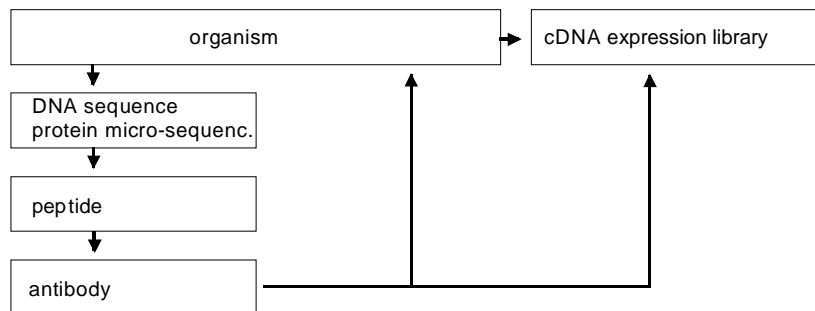 organism
cDNA expression library
DNA sequence
protein micro-sequenc.
peptide
antibody